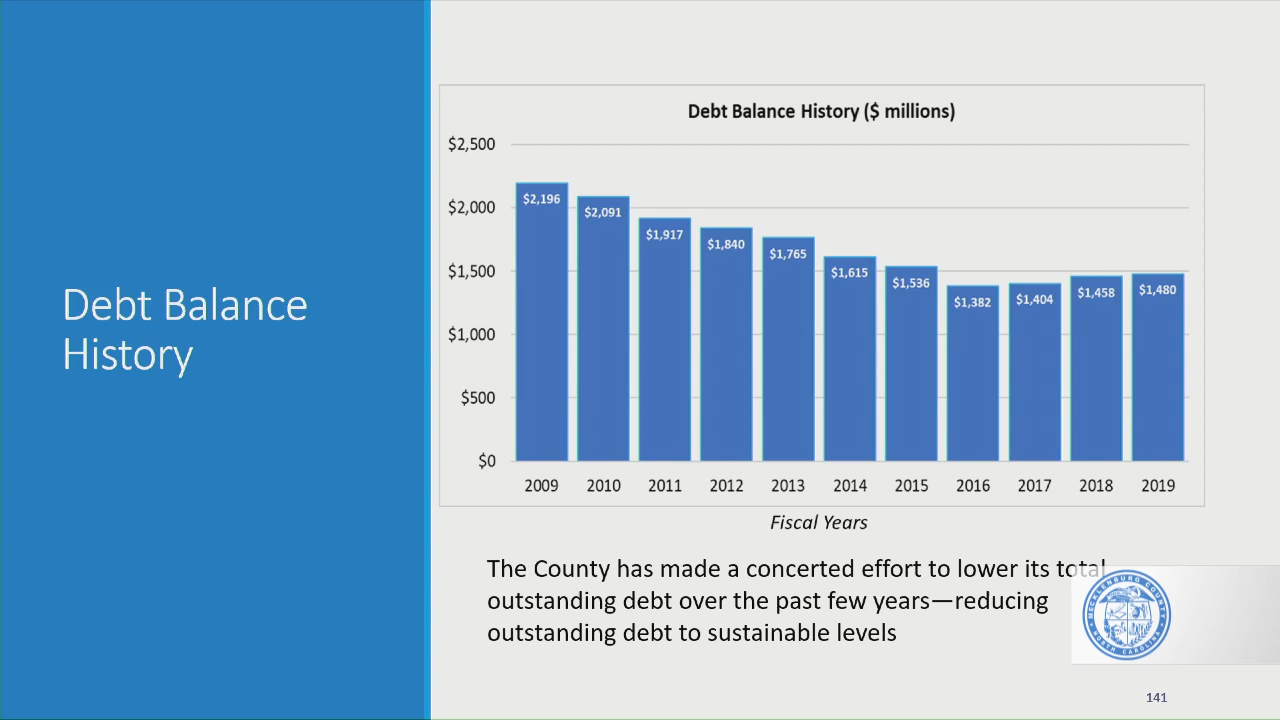 Debt Balance
History
Debt Balance History ($ millions)
$2,500
$2,000
$1,500
$1,000
$500
$0
$2,196
$2,091
$1,917
$1,840
$1,765
$1,615
$1,536
$1,382
$1,404
$1,458
$1,480
2009 2010 2011 2012 2013 2014 2015 2016 2017 2018 2019
Fiscal Years
The County has made a concerted effort to lower its total
outstanding debt over the past few years—reducing
outstanding debt to sustainable levels
MECKLENBURG COUNTY
NORTH CAROLINA
141